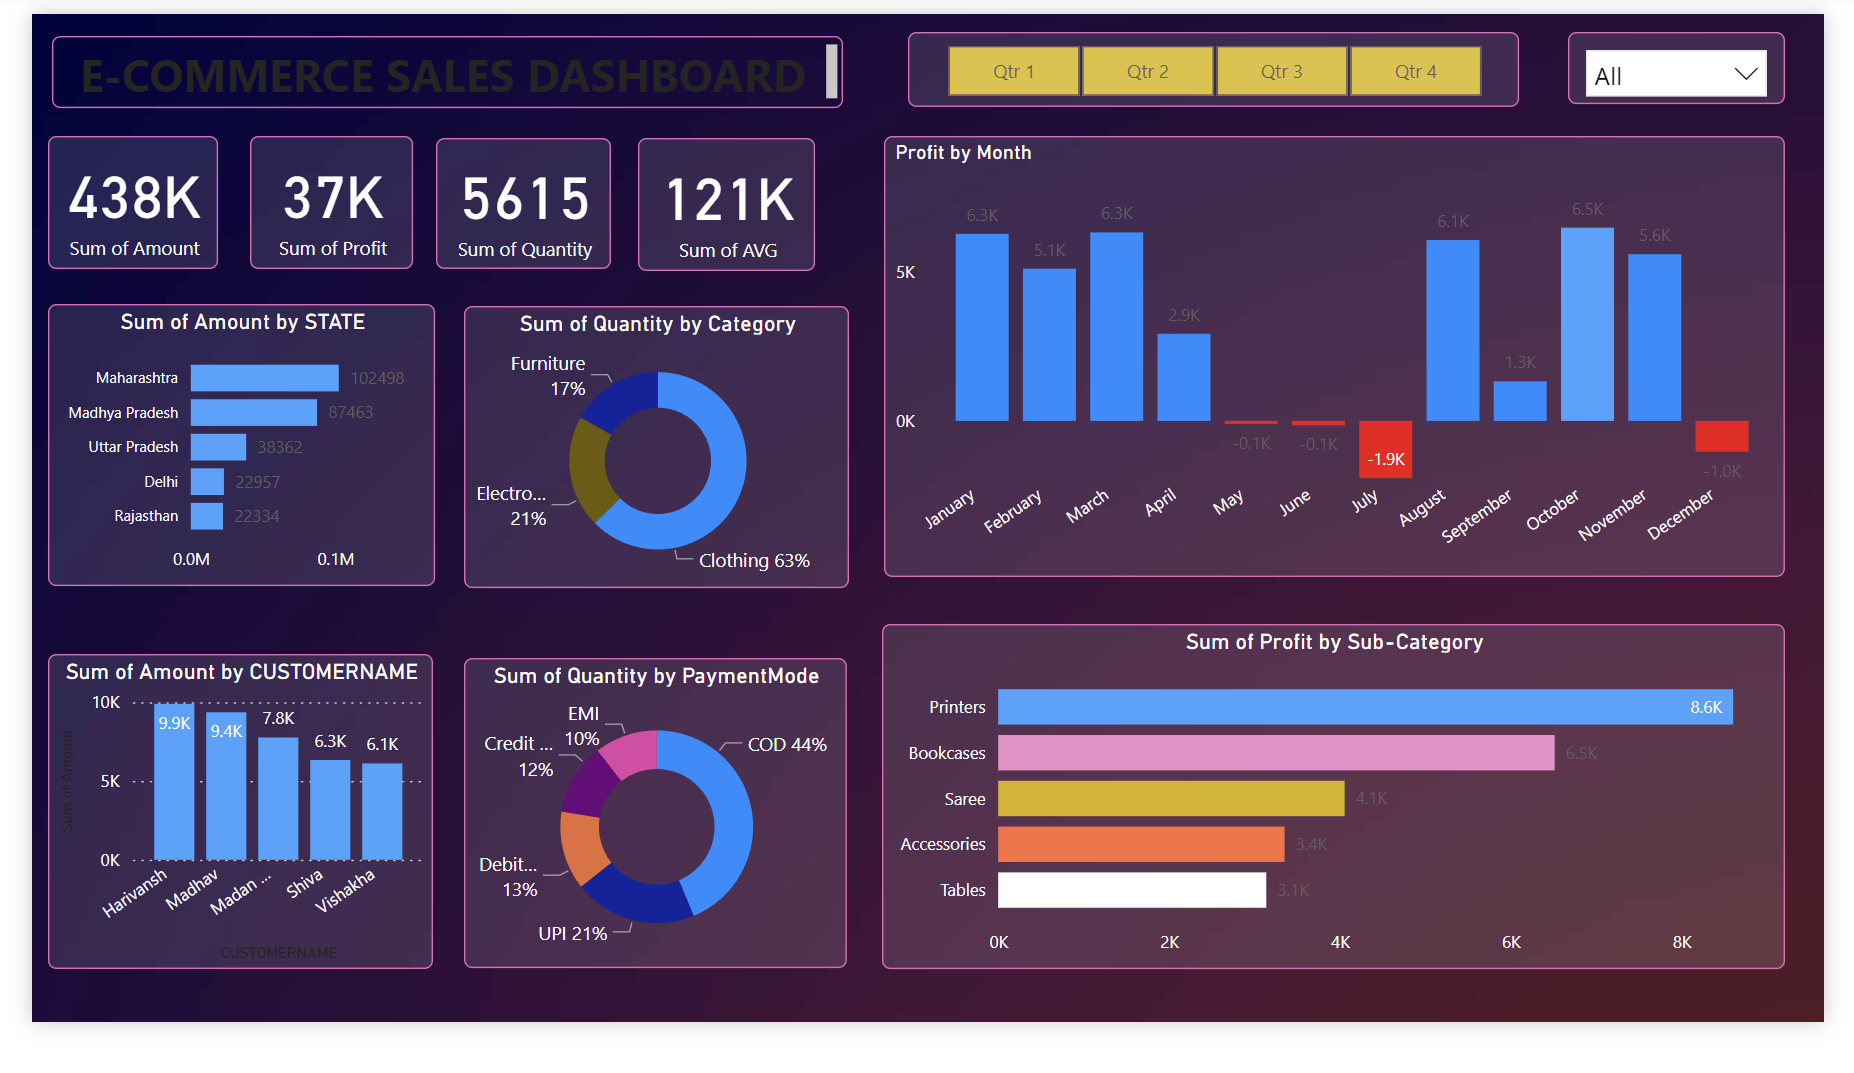 E-COMMERCE SALES DASHBOARD
Qtr 1
Qtr 2
Qtr 3
Qtr 4
All
438K
Sum of Amount
37K
Sum of Profit
5615
Sum of Quantity
121K
Sum of AVG
Profit by Month
5K
0K
6.3K
5.1K
6.3K
2.9K
-0.1K
-0.1K
-1.9K
6.1K
1.3K
6.5K
5.6K
-1.0K
January
February
March
April
May
June
July
August
September
October
November
December
Sum of Amount by STATE
Maharashtra 102498
Madhya Pradesh 87463
Uttar Pradesh 38362
Delhi 22957
Rajasthan 22334
0.0M 0.1M
Sum of Quantity by Category
Furniture
17%
Electro...
21%
Clothing 63%
Sum of Amount by CUSTOMERNAME
Sum of Amount
10K
5K
0K
9.9K
9.4K
7.8K
6.3K
6.1K
Harivansh
Madhav
Madan ...
Shiva
Vishakha
CUSTOMERNAME
Sum of Quantity by PaymentMode
EMI
10%
Credit ...
12%
Debit...
13%
UPI 21%
COD 44%
Sum of Profit by Sub-Category
Printers 8.6K
Bookcases 6.5K
Saree 4.1K
Accessories 3.4K
Tables 3.1K
0K 2K 4K 6K 8K